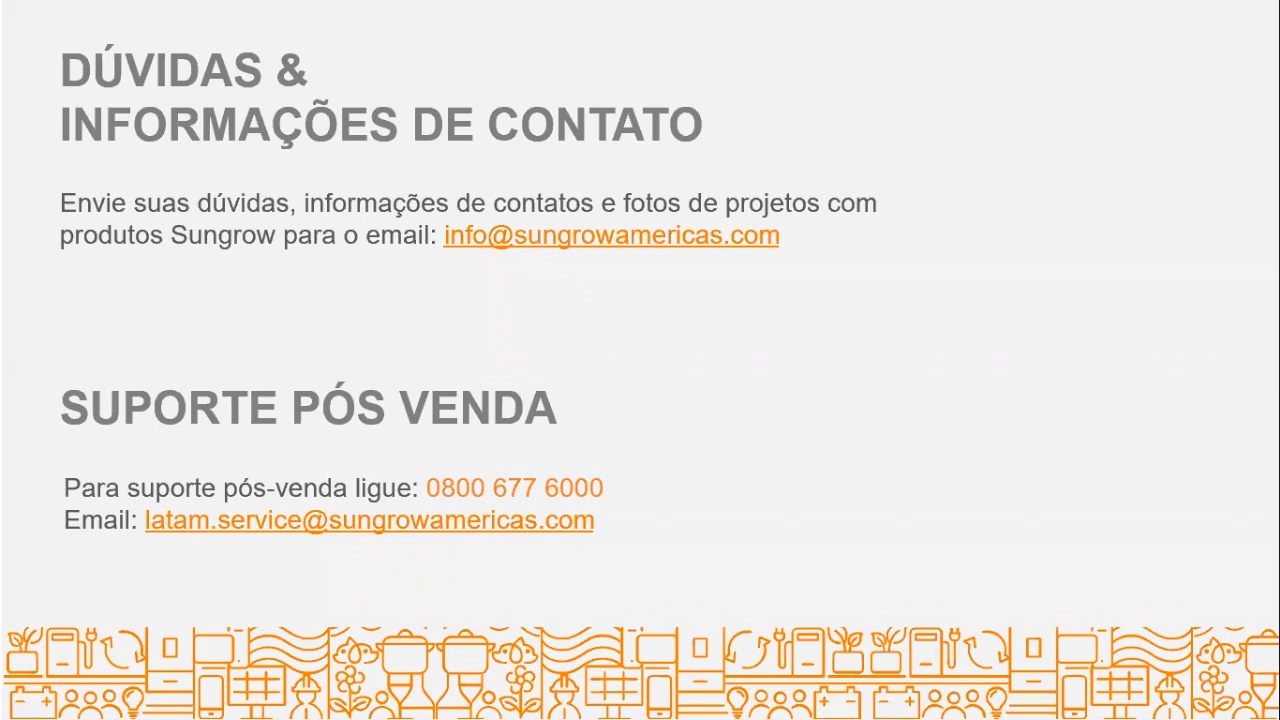 DÚVIDAS &
INFORMAÇÕES DE CONTATO
Envie suas dúvidas, informações de contatos e fotos de projetos com
produtos Sungrow para o email: info@sungrowamericas.com
SUPORTE PÓS VENDA
Para suporte pós-venda ligue: 0800 677 6000
Email: latam.service@sungrowamericas.com